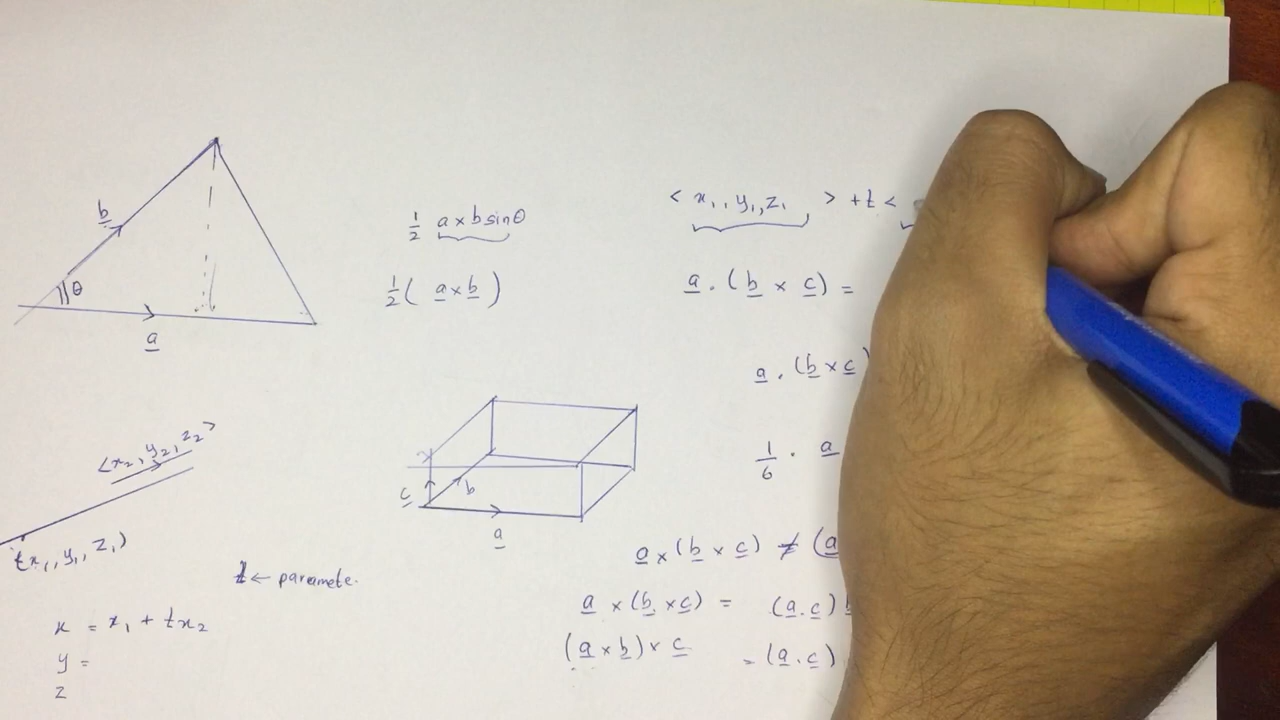 b
θ
a
1/2 a×b sinθ
1/2 ( a×b )
< x₁, y₁, z₁ > + t <
a . ( b × c ) =
a . ( b × c )
1/6 . a
a × ( b × c ) ≠ ( a
a × ( b × c ) = ( a . c )
( a × b ) × c = ( a . c )
<x₂, y₂, z₂>
(x₁, y₁, z₁)
c
b
a
t ← paramete.
x = x₁ + tx₂
y =
z